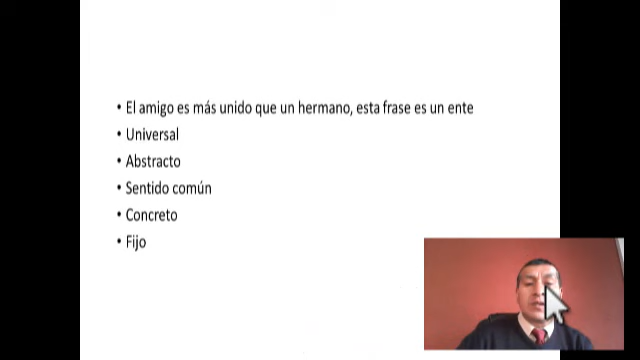 • El amigo es más unido que un hermano, esta frase es un ente
• Universal
• Abstracto
• Sentido común
• Concreto
• Fijo